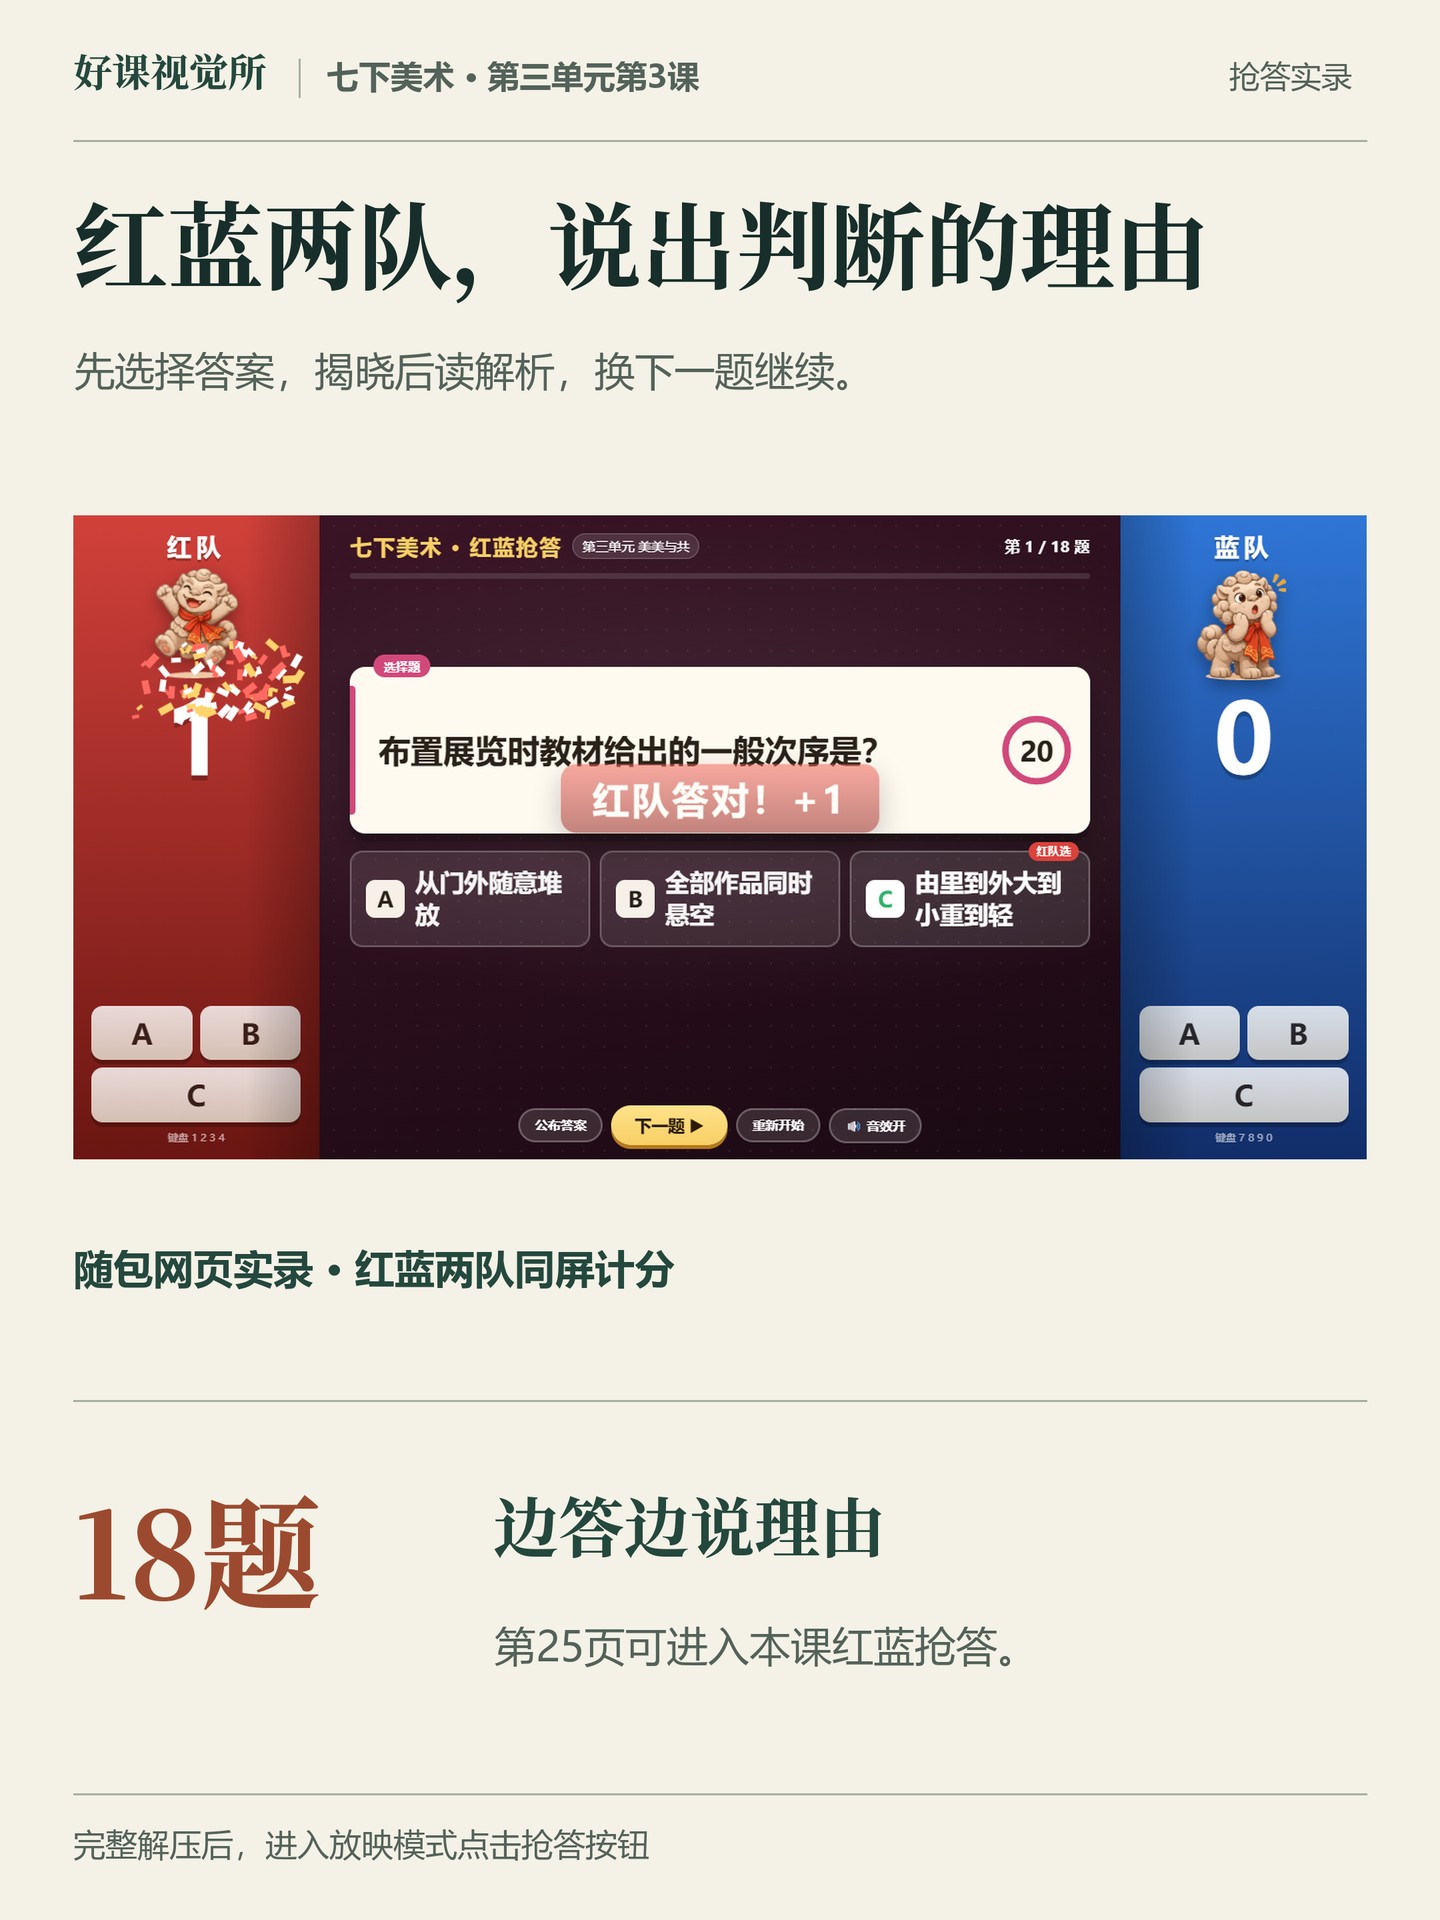 好课视觉所
七下美术·第三单元第3课
抢答实录
红蓝两队，说出判断的理由
先选择答案，揭晓后读解析，换下一题继续。
红队
七下美术·红蓝抢答
第三单元 美美与共
第 1 / 18 题
蓝队
选择题
1
布置展览时教材给出的一般次序是？
20
0
红队答对！+1
红队选
A
从门外随意堆
放
B
全部作品同时
悬空
C
由里到外大到
小重到轻
A
B
C
键盘 1 2 3 4
公布答案
下一题 ▶
重新开始
🔊 音效开
A
B
C
键盘 7 8 9 0
随包网页实录·红蓝两队同屏计分
18题
边答边说理由
第25页可进入本课红蓝抢答。
完整解压后，进入放映模式点击抢答按钮